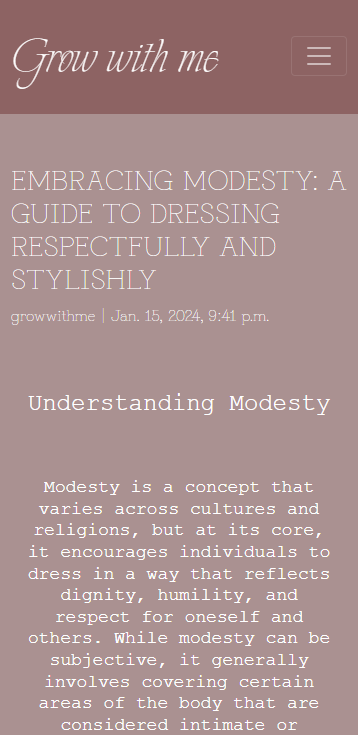 Grow with me
EMBRACING MODESTY: A
GUIDE TO DRESSING
RESPECTFULLY AND
STYLISHLY
growwithme | Jan. 15, 2024, 9:41 p.m.
Understanding Modesty
Modesty is a concept that
varies across cultures and
religions, but at its core,
it encourages individuals to
dress in a way that reflects
dignity, humility, and
respect for oneself and
others. While modesty can be
subjective, it generally
involves covering certain
areas of the body that are
considered intimate or